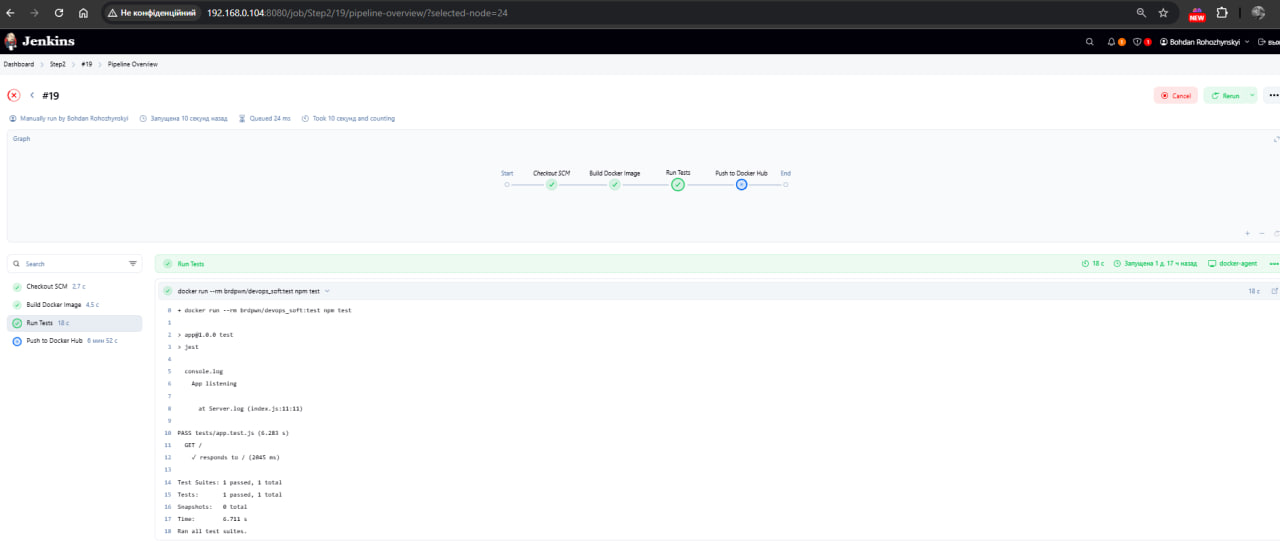 Не конфіденційний 192.168.0.104:8080/job/Step2/19/pipeline-overview/?selected-node=24
NEW
Jenkins
1 1 Bohdan Rohozhynskyi
Dashboard > Step2 > #19 > Pipeline Overview
#19
Cancel Rerun
Manually run by Bohdan Rohozhynskyi Запущена 10 секунд назад Queued 24 ms Took 10 секунд and counting
Graph
Start Checkout SCM Build Docker Image Run Tests Push to Docker Hub End
Search
Checkout SCM 2,7 с
Build Docker Image 4,5 с
Run Tests 18 с
Push to Docker Hub 6 мин 52 с
Run Tests 18 с Запущена 1 д. 17 ч назад docker-agent
docker run --rm brdpwn/devops_soft:test npm test 18 с
0 + docker run --rm brdpwn/devops_soft:test npm test
1
2 > app@1.0.0 test
3 > jest
4
5 console.log
6 App listening
7
8 at Server.log (index.js:11:11)
9
10 PASS tests/app.test.js (6.283 s)
11 GET /
12 √ responds to / (2045 ms)
13
14 Test Suites: 1 passed, 1 total
15 Tests: 1 passed, 1 total
16 Snapshots: 0 total
17 Time: 6.711 s
18 Ran all test suites.